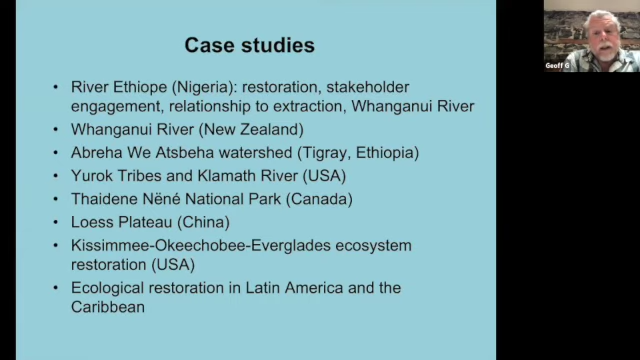 Case studies
• River Ethiope (Nigeria): restoration, stakeholder
engagement, relationship to extraction, Whanganui River
• Whanganui River (New Zealand)
• Abreha We Atsbeha watershed (Tigray, Ethiopia)
• Yurok Tribes and Klamath River (USA)
• Thaidene Nëné National Park (Canada)
• Loess Plateau (China)
• Kissimmee-Okeechobee-Everglades ecosystem
restoration (USA)
• Ecological restoration in Latin America and the
Caribbean
Geoff G